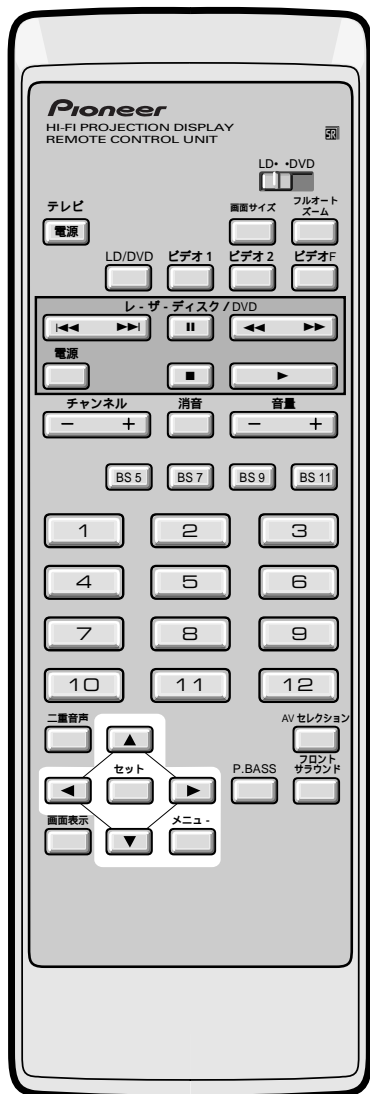 Pioneer
HI-FI PROJECTION DISPLAY
REMOTE CONTROL UNIT
SR
LD• •DVD
テレビ
画面サイズ
フルオート
ズーム
電源
LD/DVD ビデオ1 ビデオ2 ビデオF
レ-ザ-ディスク/DVD
電源
チャンネル 消音 音量
− + − +
BS 5 BS 7 BS 9 BS 11
1 2 3
4 5 6
7 8 9
10 11 12
二重音声
AVセレクション
セット
P.BASS
フロント
サラウンド
画面表示
メニュ-